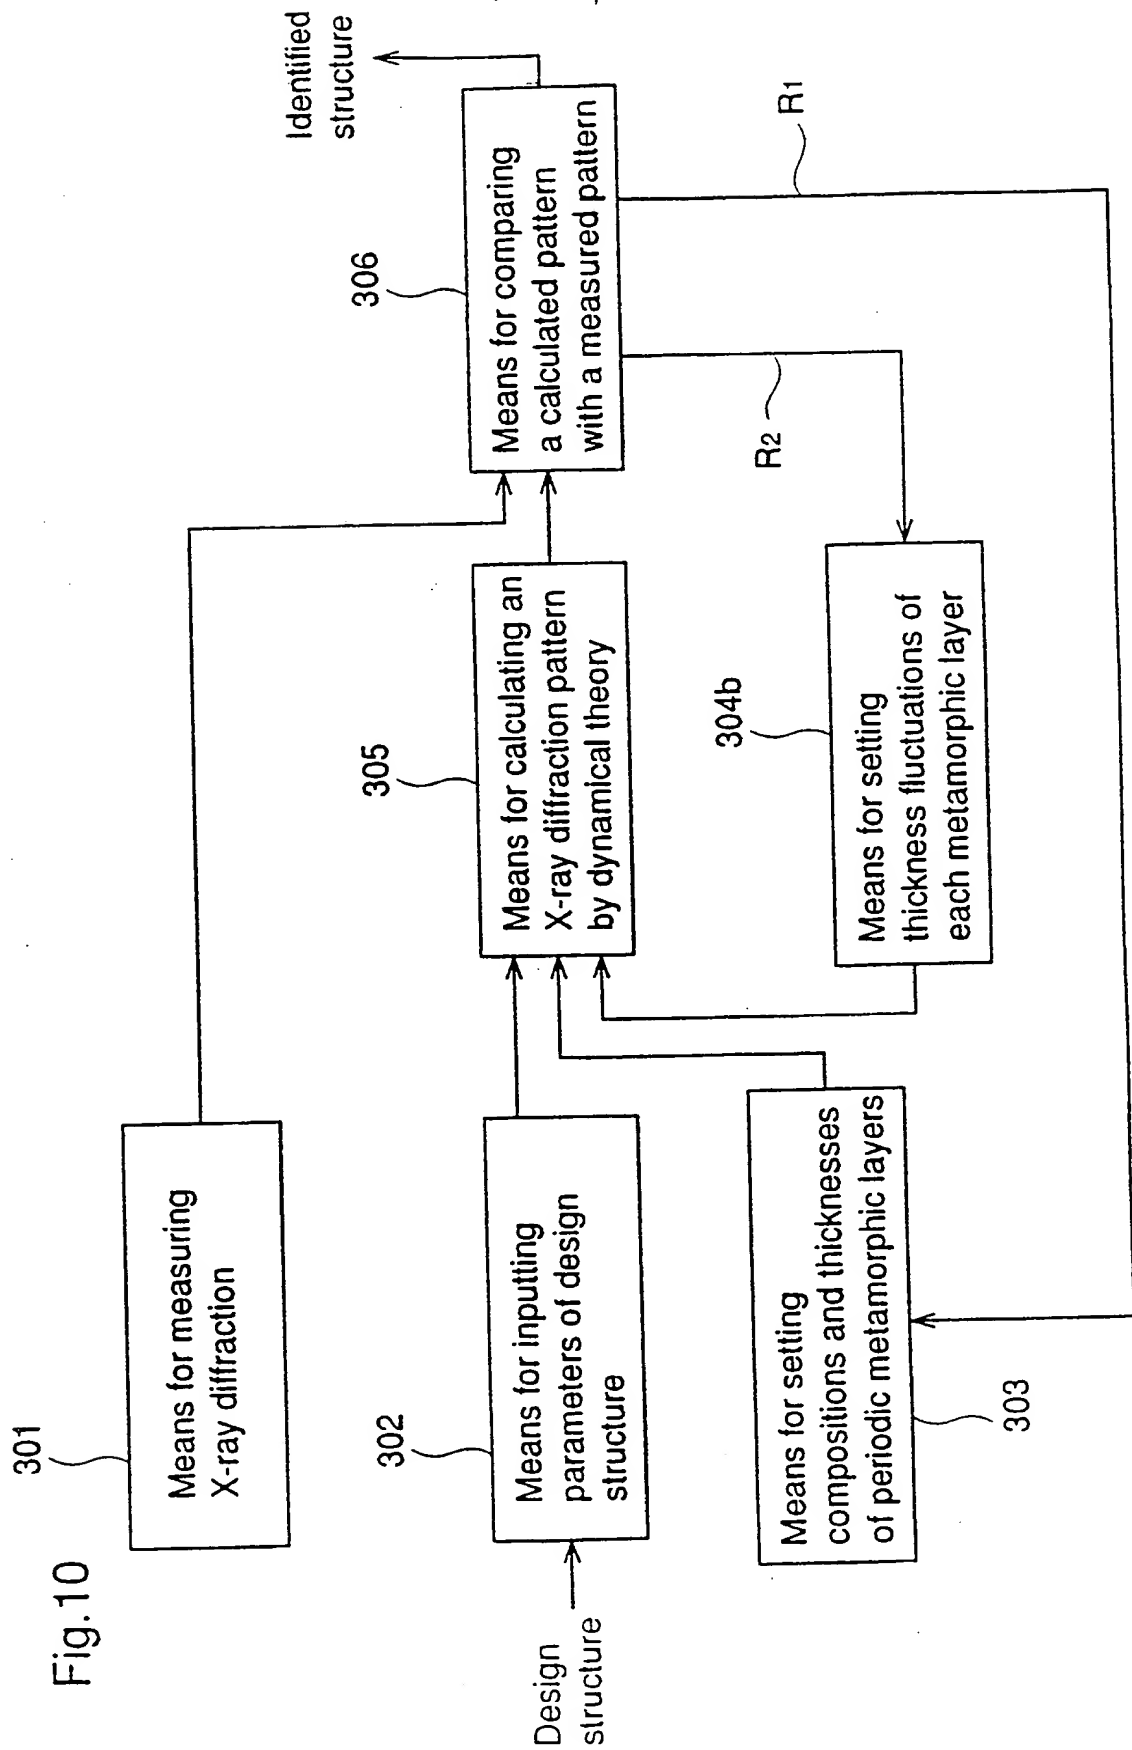 Fig.10
301
Means for measuring
X-ray diffraction
Design
structure
302
Means for inputting
parameters of design
structure
Means for setting
compositions and thicknesses
of periodic metamorphic layers
303
305
Means for calculating an
X-ray diffraction pattern
by dynamical theory
304b
Means for setting
thickness fluctuations of
each metamorphic layer
306
Means for comparing
a calculated pattern
with a measured pattern
R2
R1
Identified
structure